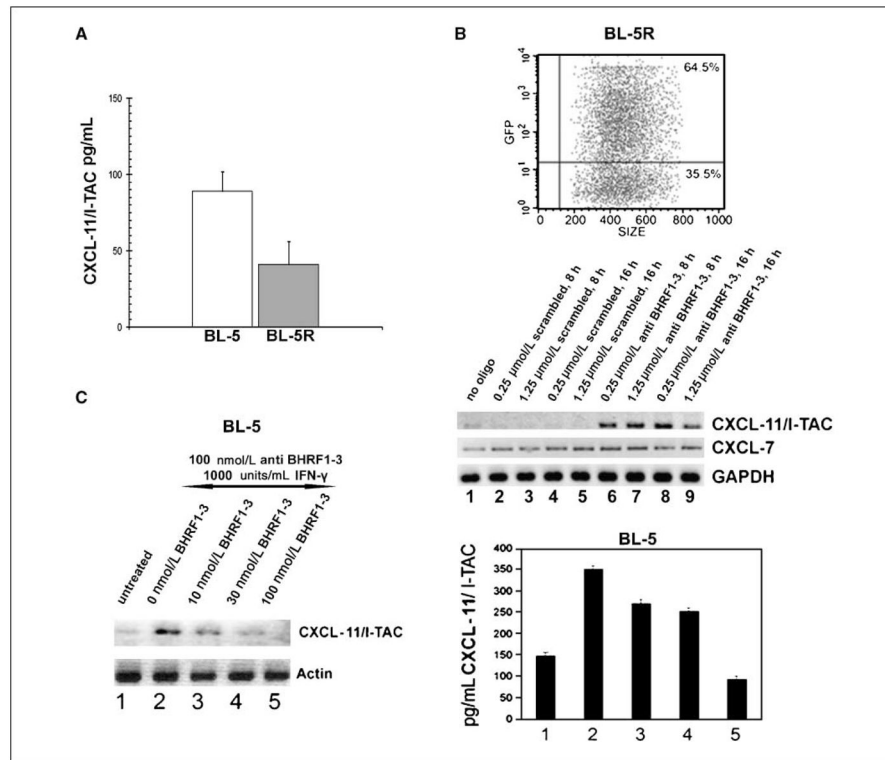 A
150
100
50
0
CXCL-11/I-TAC pg/mL
BL-5
BL-5R
B
BL-5R
10⁴
10³
10²
10¹
10⁰
GFP
64 5%
35 5%
0 200 400 600 800 1000
SIZE
no oligo
0.25 µmol/L scrambled, 8 h
1.25 µmol/L scrambled, 8 h
0.25 µmol/L scrambled, 16 h
1.25 µmol/L scrambled, 16 h
0.25 µmol/L anti BHRF1-3, 8 h
1.25 µmol/L anti BHRF1-3, 8 h
0.25 µmol/L anti BHRF1-3, 16 h
1.25 µmol/L anti BHRF1-3, 16 h
CXCL-11/I-TAC
CXCL-7
GAPDH
1 2 3 4 5 6 7 8 9
C
BL-5
100 nmol/L anti BHRF1-3
1000 units/mL IFN-γ
untreated
0 nmol/L BHRF1-3
10 nmol/L BHRF1-3
30 nmol/L BHRF1-3
100 nmol/L BHRF1-3
CXCL-11/I-TAC
Actin
1 2 3 4 5
BL-5
400
350
300
250
200
150
100
50
0
pg/mL CXCL-11/ I-TAC
1 2 3 4 5